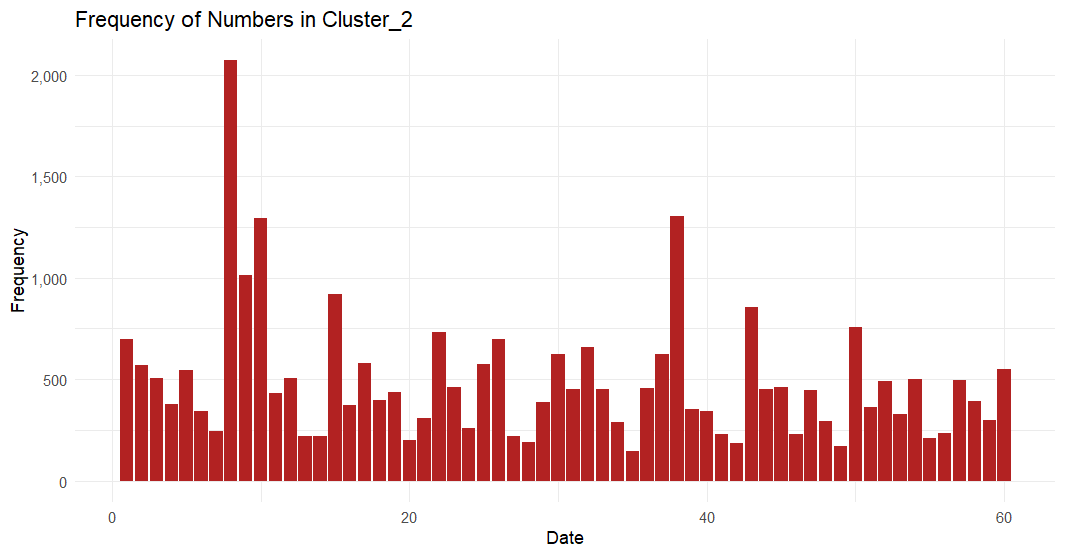 Frequency of Numbers in Cluster_2
Frequency
2,000
1,500
1,000
500
0
0 20 40 60
Date